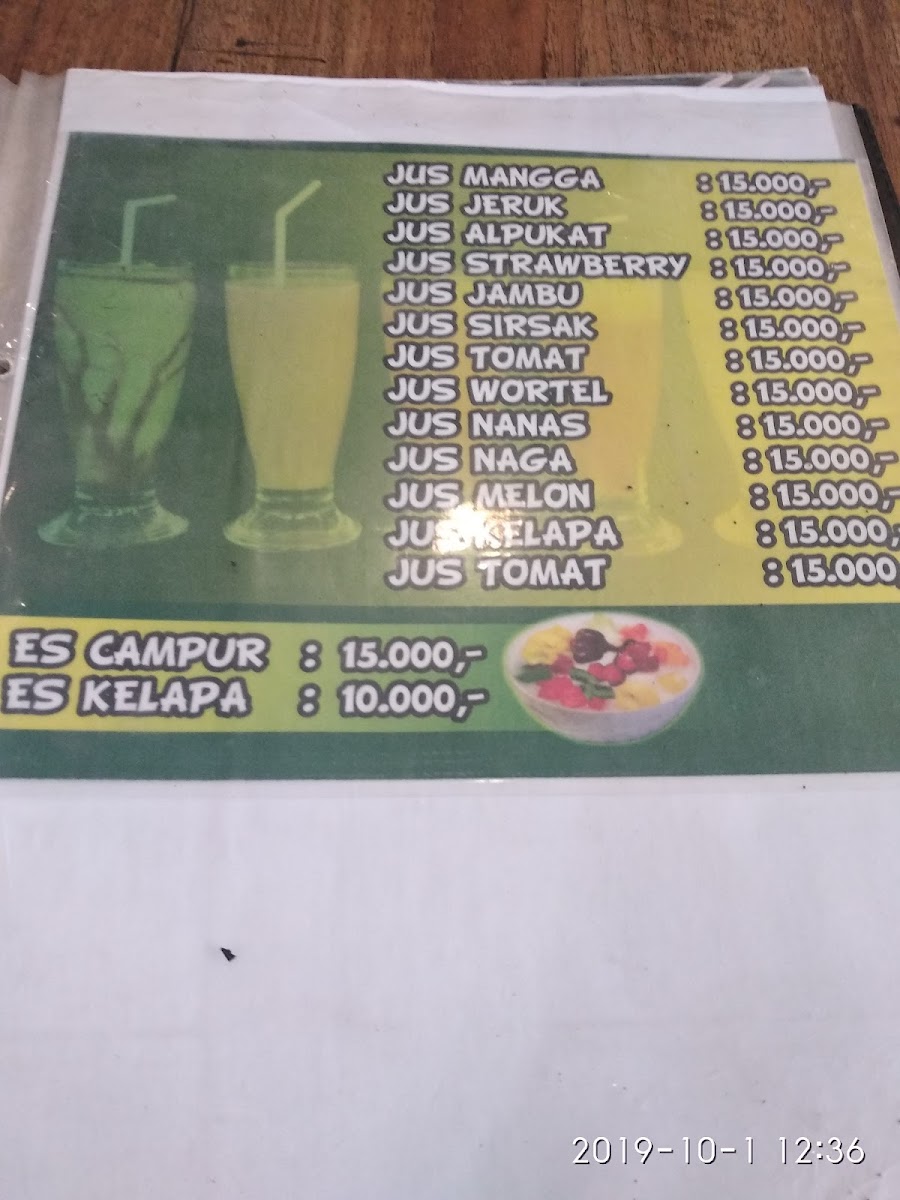 JUS MANGGA : 15.000,-
JUS JERUK : 15.000,-
JUS ALPUKAT : 15.000,-
JUS STRAWBERRY : 15.000,-
JUS JAMBU : 15.000,-
JUS SIRSAK : 15.000,-
JUS TOMAT : 15.000,-
JUS WORTEL : 15.000,-
JUS NANAS : 15.000,-
JUS NAGA : 15.000,-
JUS MELON : 15.000,-
JUS KELAPA : 15.000,
JUS TOMAT : 15.000,
ES CAMPUR : 15.000,-
ES KELAPA : 10.000,-
2019-10-1 12:36